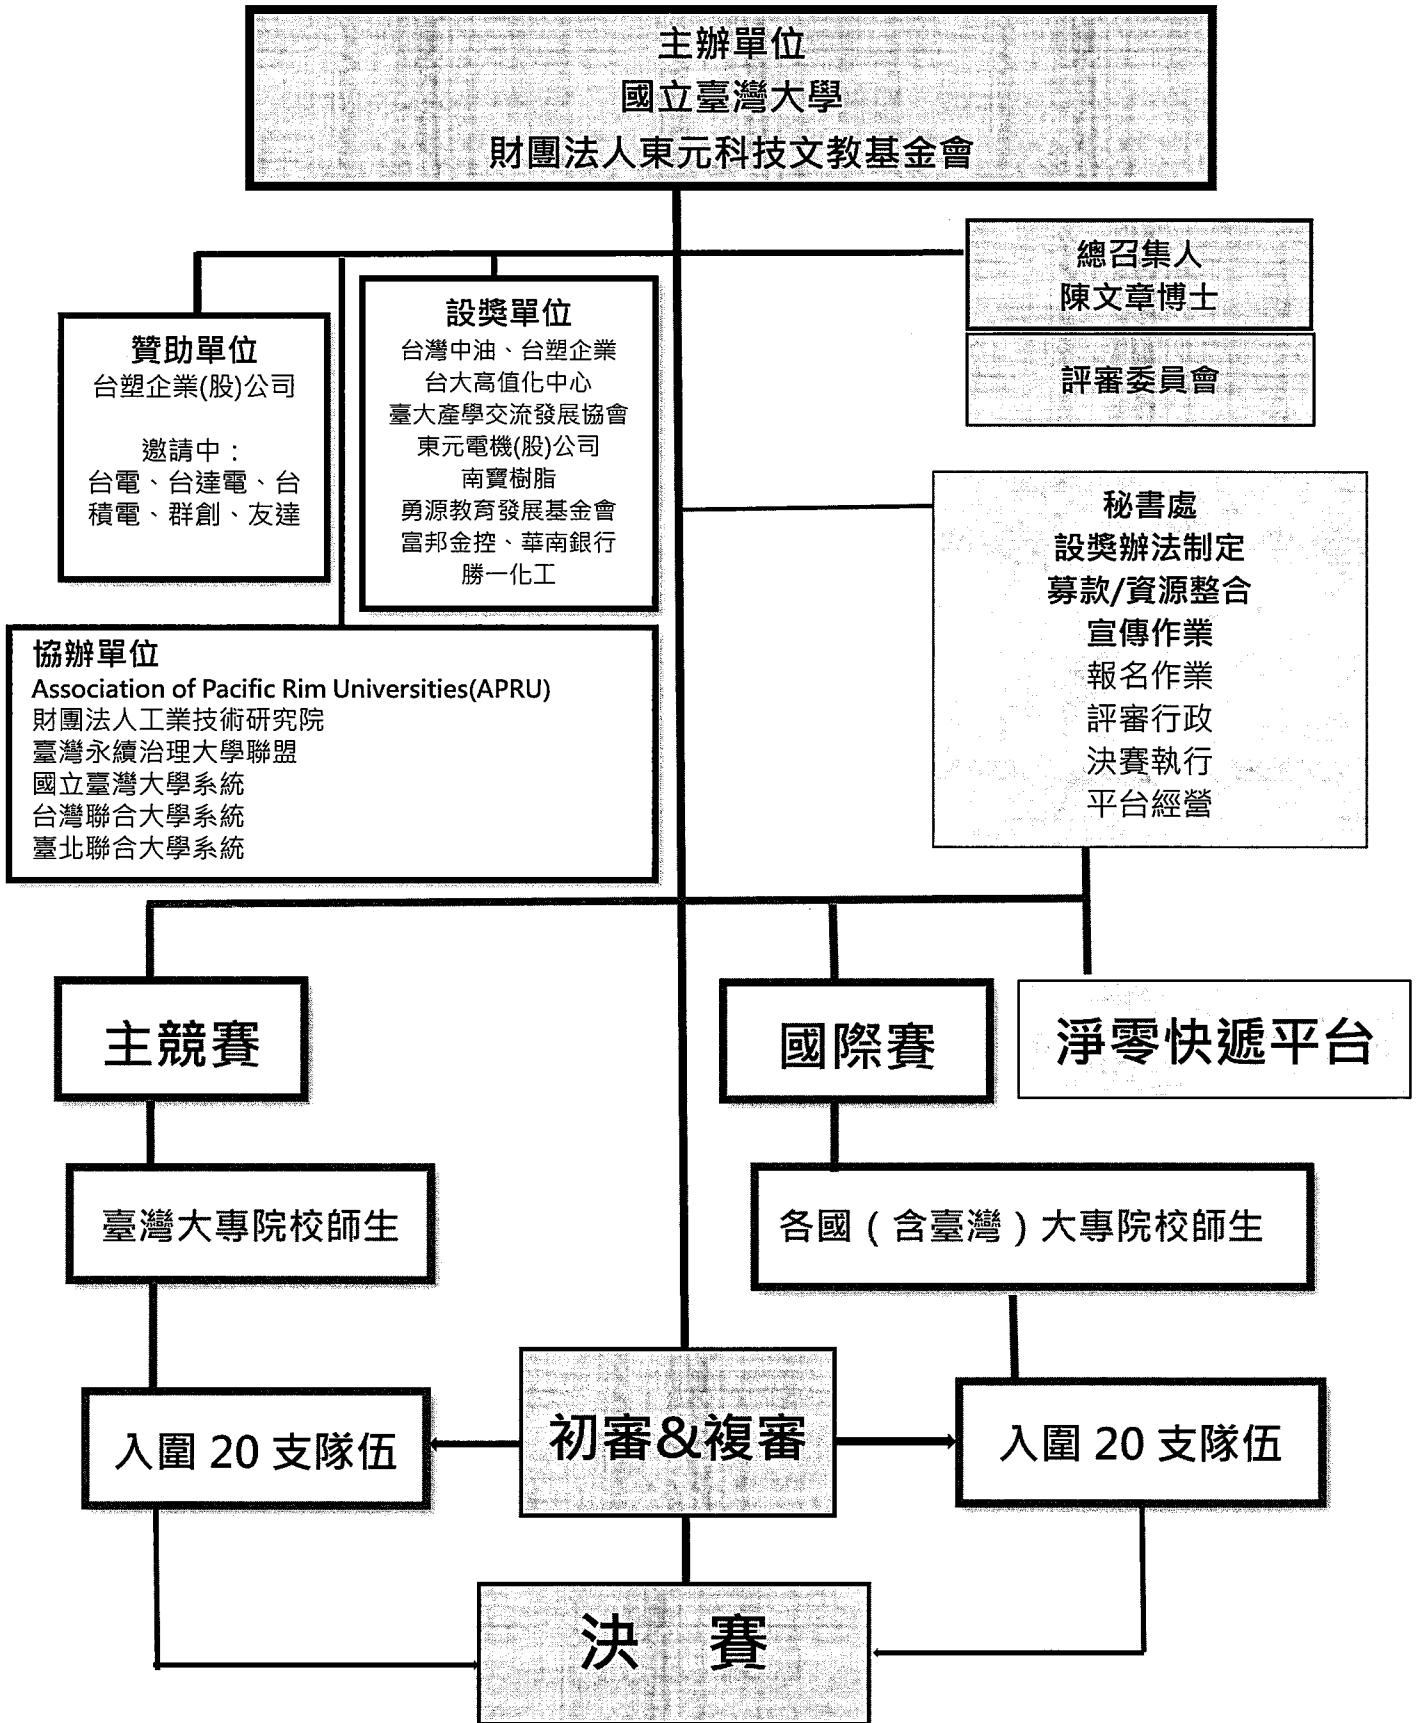 主辦單位
國立臺灣大學
財團法人東元科技文教基金會
總召集人
陳文章博士
評審委員會
設獎單位
台灣中油、台塑企業
台大高值化中心
臺大產學交流發展協會
東元電機(股)公司
南寶樹脂
勇源教育發展基金會
富邦金控、華南銀行
勝一化工
贊助單位
台塑企業(股)公司
邀請中：
台電、台達電、台
積電、群創、友達
秘書處
設獎辦法制定
募款/資源整合
宣傳作業
報名作業
評審行政
決賽執行
平台經營
協辦單位
Association of Pacific Rim Universities(APRU)
財團法人工業技術研究院
臺灣永續治理大學聯盟
國立臺灣大學系統
台灣聯合大學系統
臺北聯合大學系統
主競賽
國際賽
淨零快遞平台
臺灣大專院校師生
各國（含臺灣）大專院校師生
入圍 20 支隊伍
初審&複審
入圍 20 支隊伍
決 賽